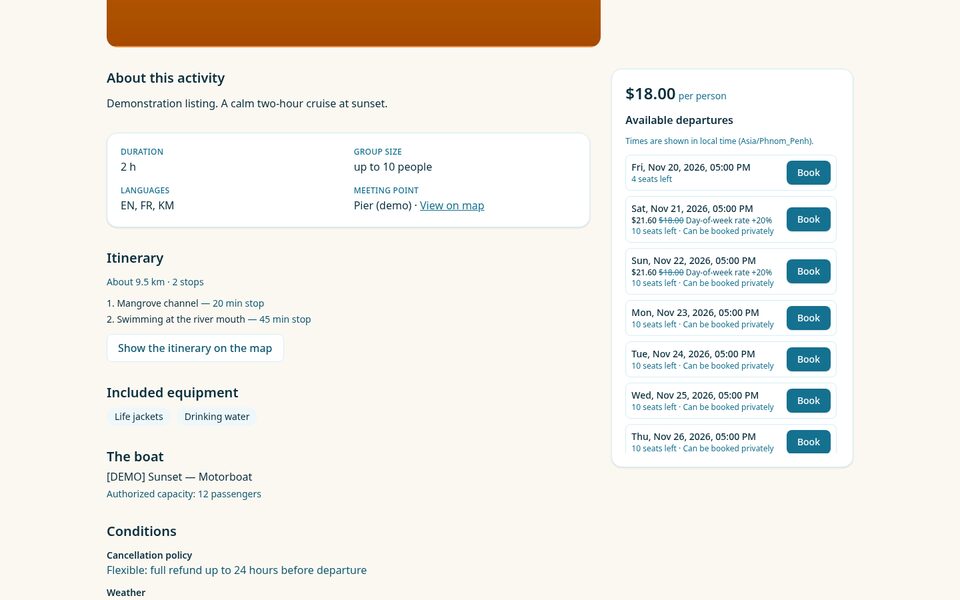 About this activity
Demonstration listing. A calm two-hour cruise at sunset.
DURATION
2 h
GROUP SIZE
up to 10 people
LANGUAGES
EN, FR, KM
MEETING POINT
Pier (demo) · View on map
Itinerary
About 9.5 km · 2 stops
1. Mangrove channel — 20 min stop
2. Swimming at the river mouth — 45 min stop
Show the itinerary on the map
Included equipment
Life jackets
Drinking water
The boat
[DEMO] Sunset — Motorboat
Authorized capacity: 12 passengers
Conditions
Cancellation policy
Flexible: full refund up to 24 hours before departure
Weather
$18.00 per person
Available departures
Times are shown in local time (Asia/Phnom_Penh).
Fri, Nov 20, 2026, 05:00 PM
4 seats left
Book
Sat, Nov 21, 2026, 05:00 PM
$21.60 $18.00 Day-of-week rate +20%
10 seats left · Can be booked privately
Book
Sun, Nov 22, 2026, 05:00 PM
$21.60 $18.00 Day-of-week rate +20%
10 seats left · Can be booked privately
Book
Mon, Nov 23, 2026, 05:00 PM
10 seats left · Can be booked privately
Book
Tue, Nov 24, 2026, 05:00 PM
10 seats left · Can be booked privately
Book
Wed, Nov 25, 2026, 05:00 PM
10 seats left · Can be booked privately
Book
Thu, Nov 26, 2026, 05:00 PM
10 seats left · Can be booked privately
Book